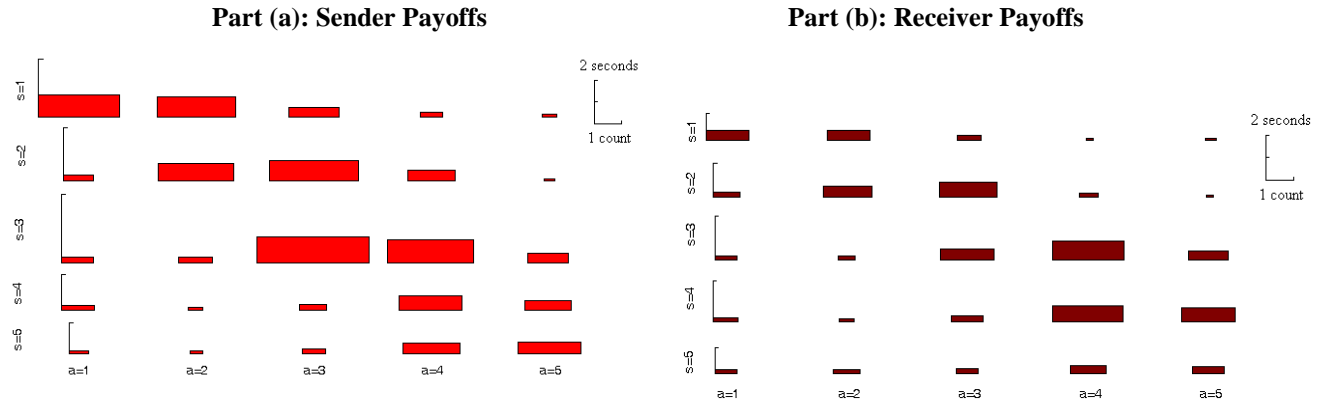 Part (a): Sender Payoffs
s=1
s=2
s=3
s=4
s=5
a=1 a=2 a=3 a=4 a=5
2 seconds
1 count
Part (b): Receiver Payoffs
s=1
s=2
s=3
s=4
s=5
a=1 a=2 a=3 a=4 a=5
2 seconds
1 count